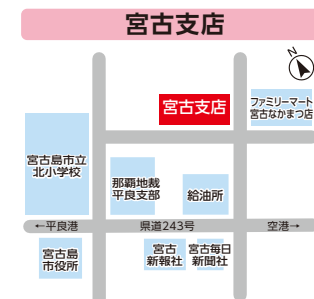 宮古支店
N
宮古支店
ファミリーマート
宮古なかまつ店
宮古島市立
北小学校
那覇地裁
平良支部
給油所
←平良港
県道243号
空港→
宮古島
市役所
宮古
新報社
宮古毎日
新聞社